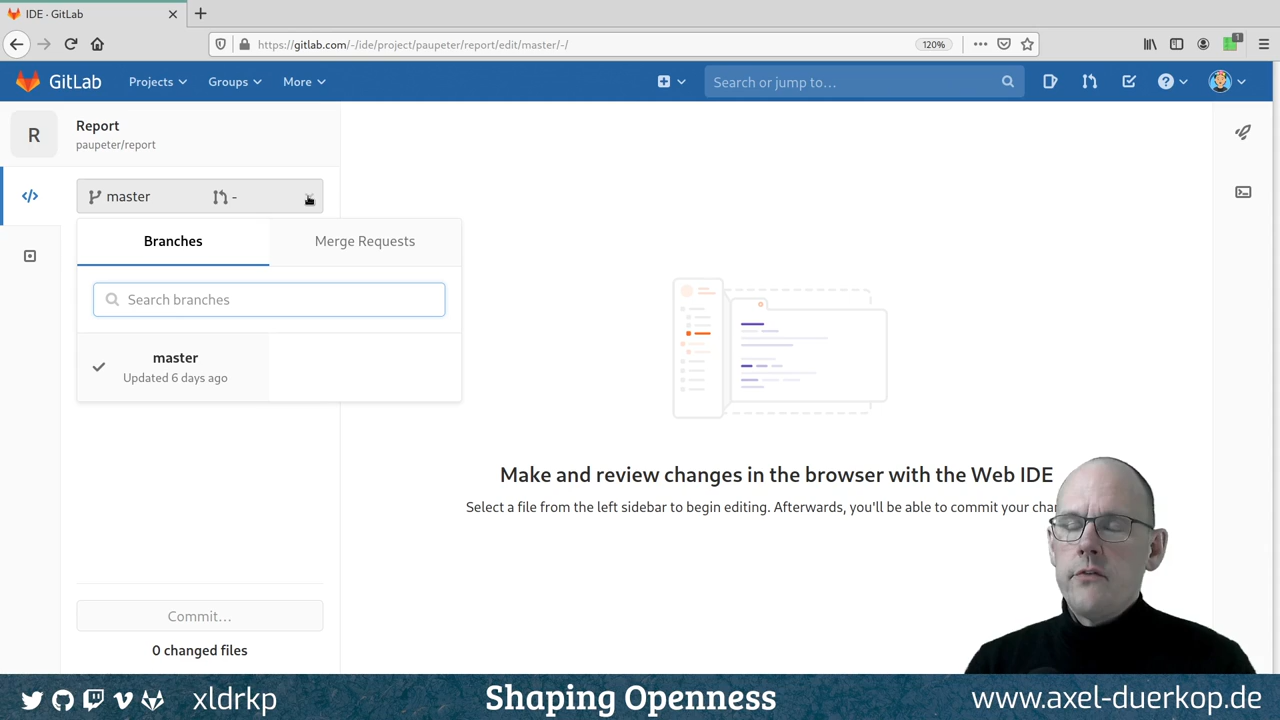 IDE · GitLab
https://gitlab.com/-/ide/project/paupeter/report/edit/master/-/
120%
1
GitLab
Projects
Groups
More
Search or jump to...
R
Report
paupeter/report
master
-
Branches
Merge Requests
Search branches
master
Updated 6 days ago
Make and review changes in the browser with the Web IDE
Select a file from the left sidebar to begin editing. Afterwards, you'll be able to commit your
Commit…
0 changed files
xldrkp
Shaping Openness
www.axel-duerkop.de